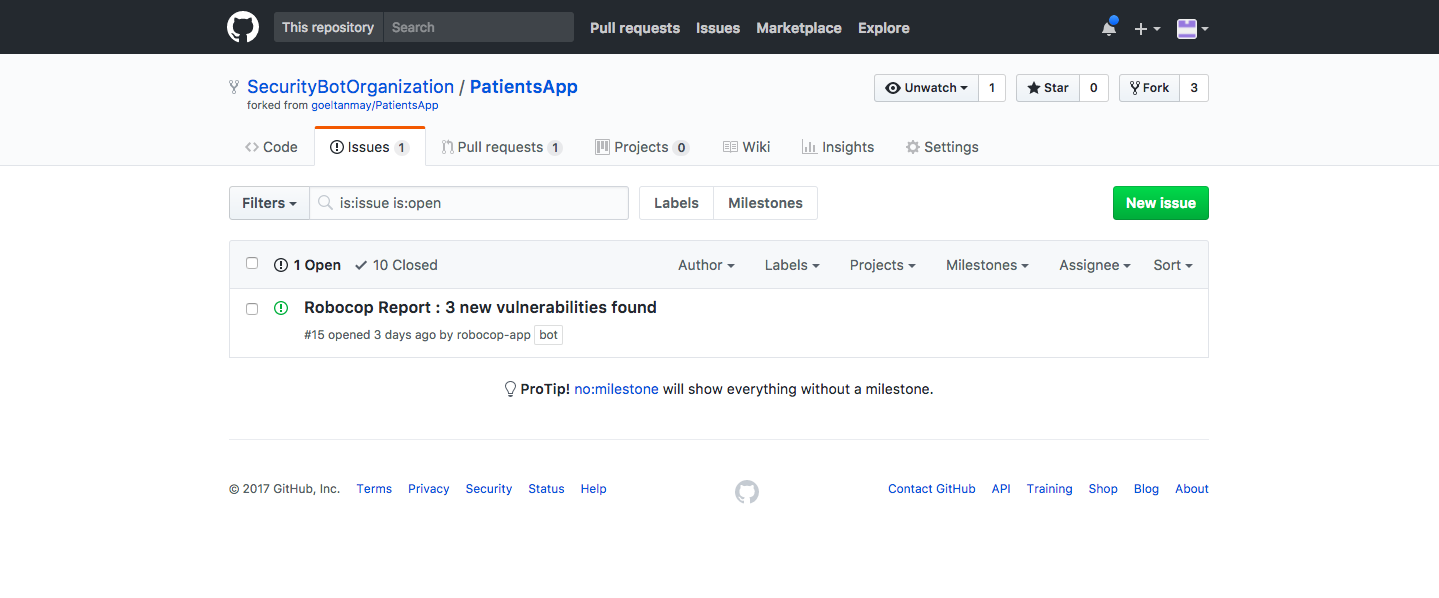 This repository Search Pull requests Issues Marketplace Explore
SecurityBotOrganization / PatientsApp
forked from goeltanmay/PatientsApp
Unwatch 1 Star 0 Fork 3
Code Issues 1 Pull requests 1 Projects 0 Wiki Insights Settings
Filters is:issue is:open Labels Milestones New issue
1 Open 10 Closed Author Labels Projects Milestones Assignee Sort
Robocop Report : 3 new vulnerabilities found
#15 opened 3 days ago by robocop-app bot
ProTip! no:milestone will show everything without a milestone.
© 2017 GitHub, Inc. Terms Privacy Security Status Help Contact GitHub API Training Shop Blog About